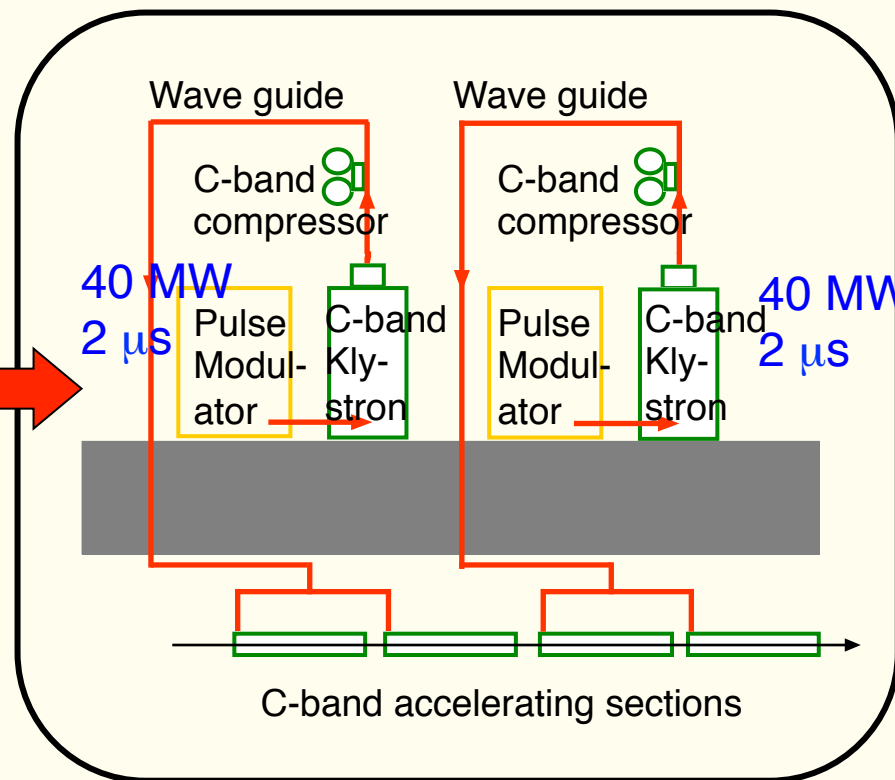 Wave guide
Wave guide
C-band
compressor
C-band
compressor
40 MW
2 μs
Pulse
Modul-
ator
C-band
Kly-
stron
Pulse
Modul-
ator
C-band
Kly-
stron
40 MW
2 μs
C-band accelerating sections